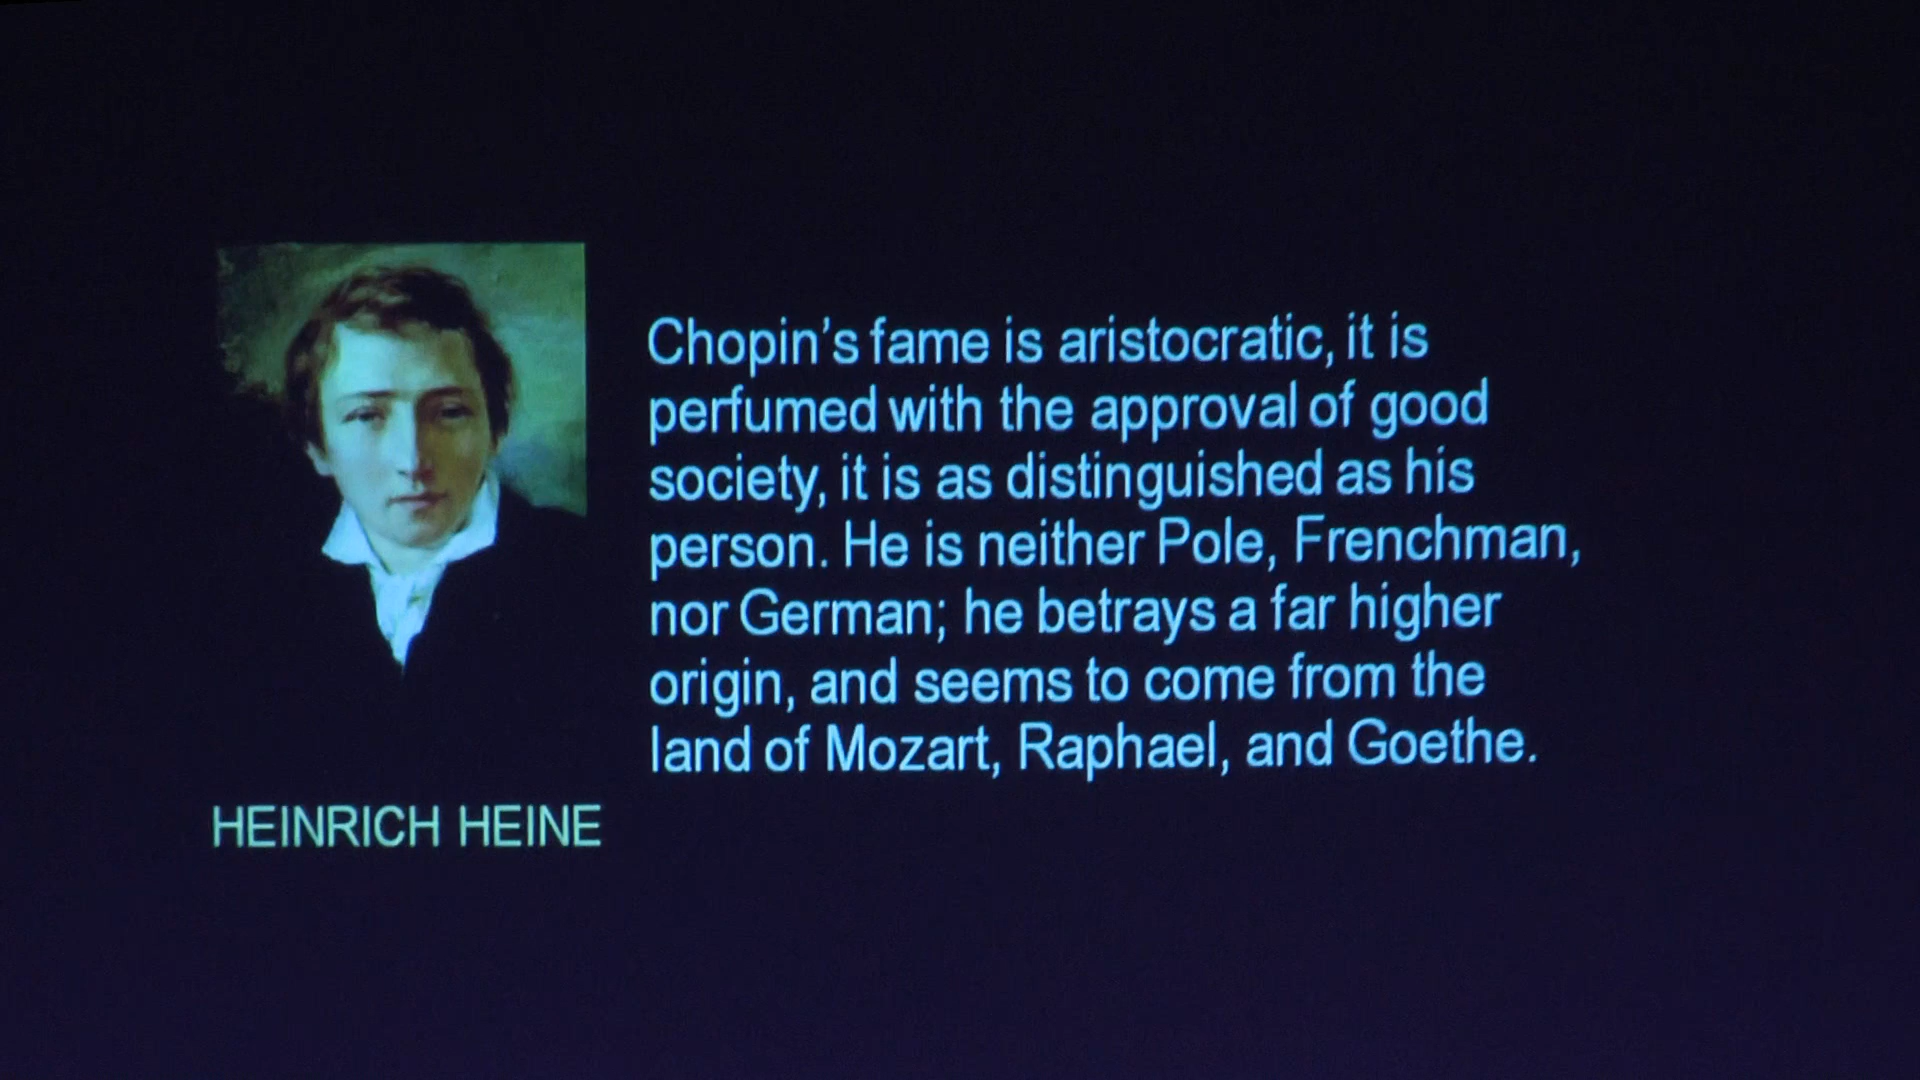 Chopin’s fame is aristocratic, it is
perfumed with the approval of good
society, it is as distinguished as his
person. He is neither Pole, Frenchman,
nor German; he betrays a far higher
origin, and seems to come from the
land of Mozart, Raphael, and Goethe.
HEINRICH HEINE